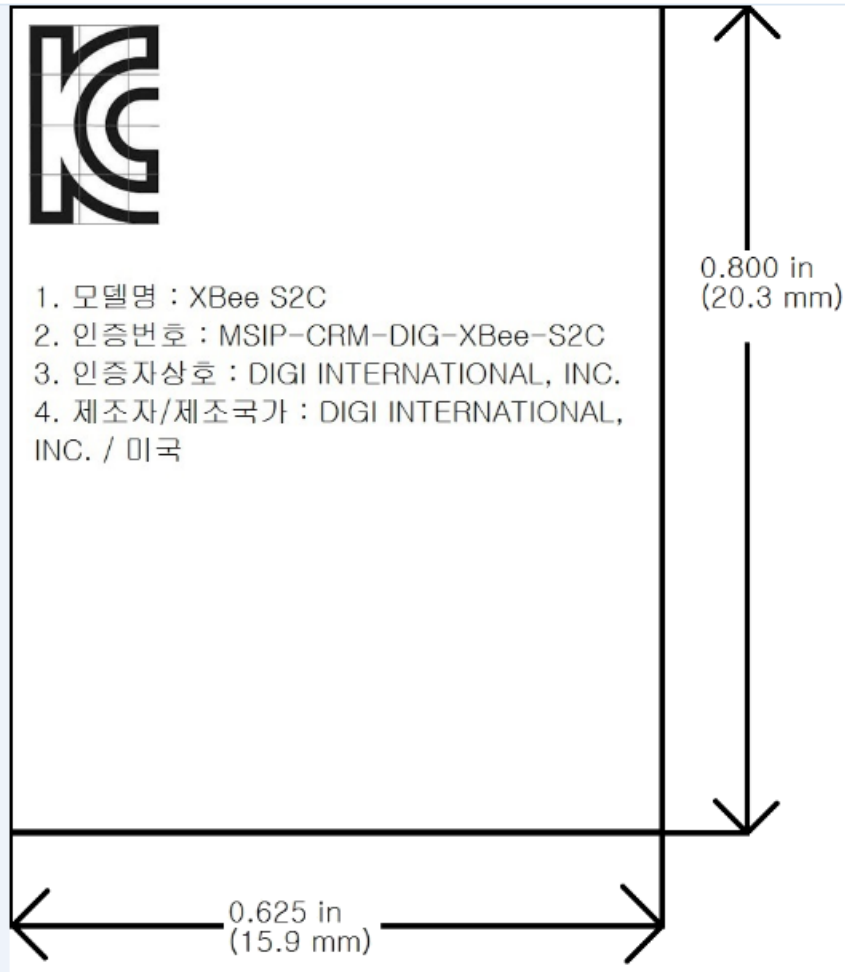 KC
1. 모델명 : XBee S2C
2. 인증번호 : MSIP-CRM-DIG-XBee-S2C
3. 인증자상호 : DIGI INTERNATIONAL, INC.
4. 제조자/제조국가 : DIGI INTERNATIONAL,
INC. / 미국
0.800 in
(20.3 mm)
0.625 in
(15.9 mm)